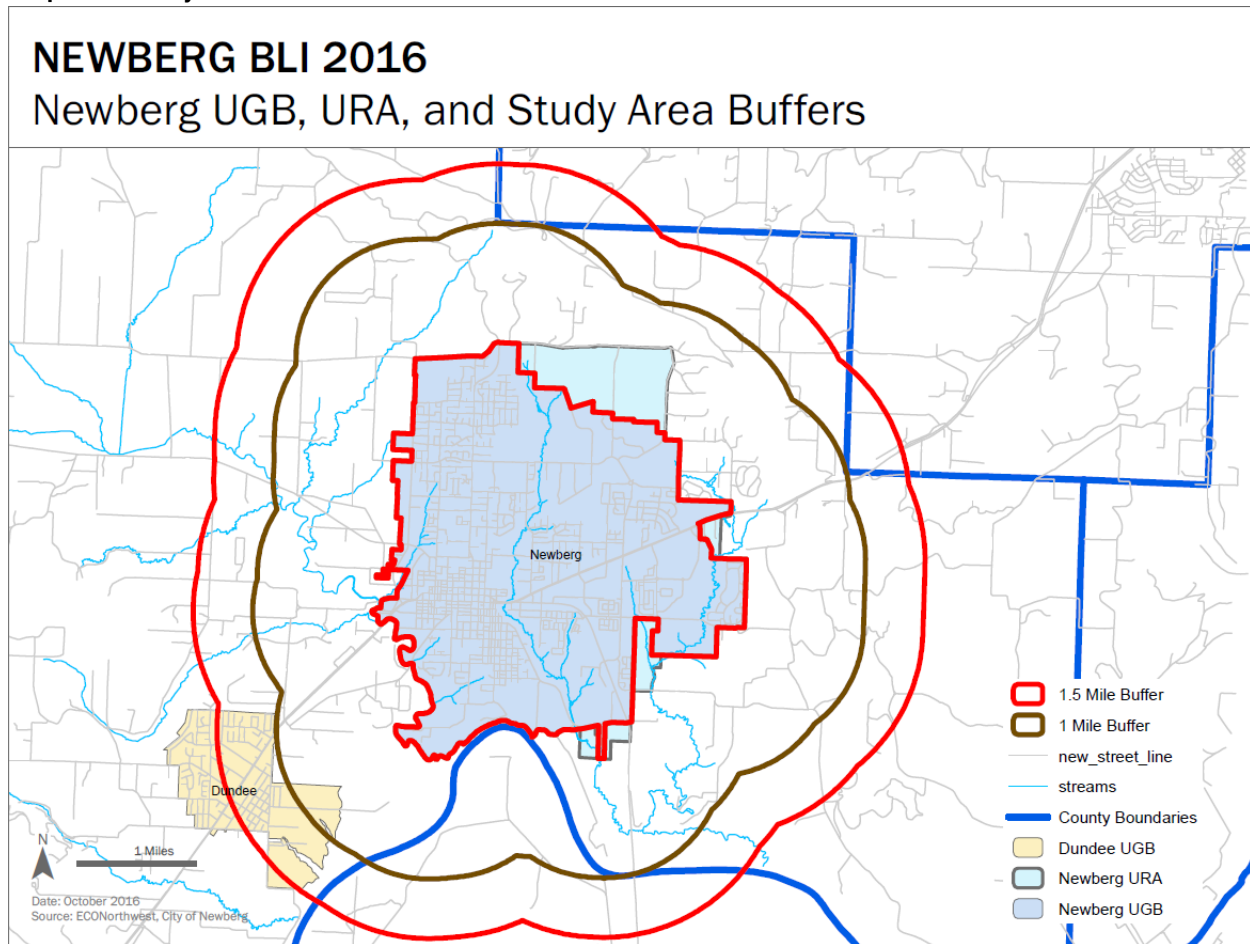 NEWBERG BLI 2016
Newberg UGB, URA, and Study Area Buffers
Newberg
Dundee
N
1 Miles
Date: October 2016
Source: ECONorthwest, City of Newberg
1.5 Mile Buffer
1 Mile Buffer
new_street_line
streams
County Boundaries
Dundee UGB
Newberg URA
Newberg UGB